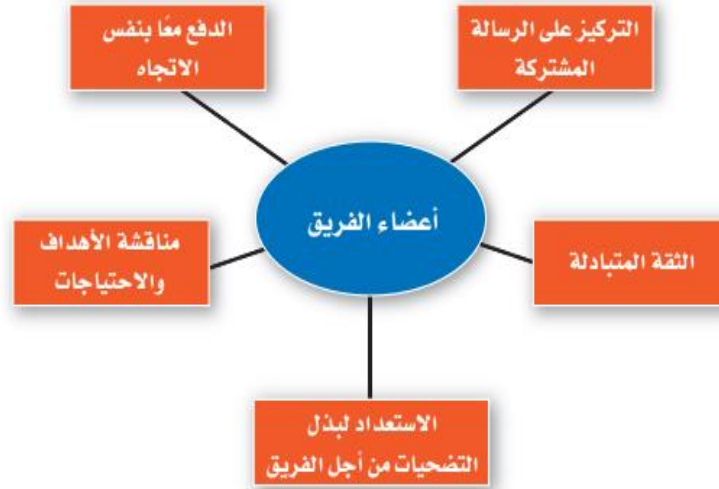 التركيز على الرسالة
المشتركة
الدفع معًا بنفس
الاتجاه
أعضاء الفريق
الثقة المتبادلة
مناقشة الأهداف
والاحتياجات
الاستعداد لبذل
التضحيات من أجل الفريق